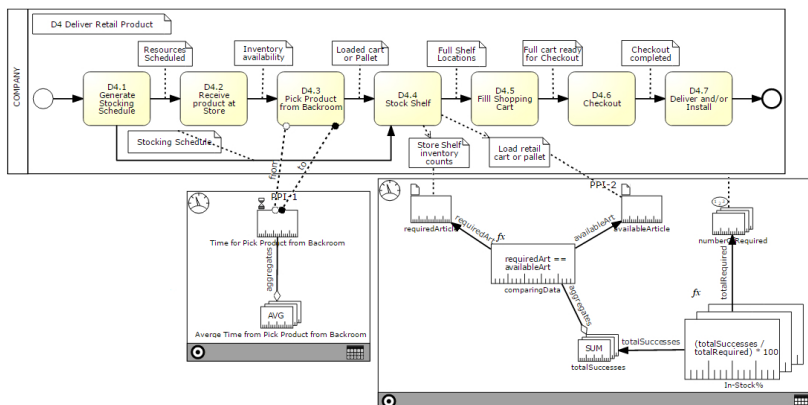 D4 Deliver Retail Product
COMPANY
Resources
Scheduled
Inventory
availability
Loaded cart
or Pallet
Full Shelf
Locations
Full cart ready
for Checkout
Checkout
completed
D4.1
Generate
Stocking
Schedule
D4.2
Receive
product at
Store
D4.3
Pick Product
from Backroom
D4.4
Stock Shelf
D4.5
Filll Shopping
Cart
D4.6
Checkout
D4.7
Deliver and/or
Install
Stocking Schedule
Store Shelf
inventory
counts
Load retail
cart or pallet
from
to
PPI-1
Time for Pick Product from Backroom
aggregates
AVG
Averge Time from Pick Product from Backroom
PPI-2
requiredArticle
requiredArt
availableArt
availableArticle
fx
requiredArt ==
availableArt
comparingData
aggregates
SUM
totalSuccesses
totalSuccesses
numberOfRequired
totalRequired
fx
(totalSuccesses /
totalRequired) * 100
In-Stock%